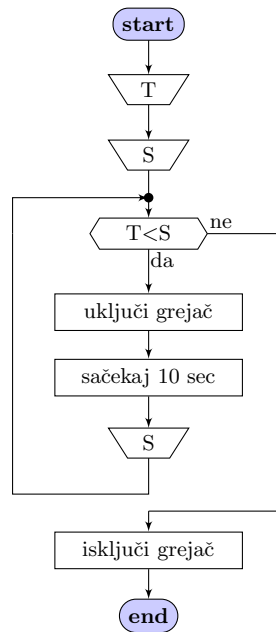 start
T
S
T<S
ne
da
uključi grejač
sačekaj 10 sec
S
isključi grejač
end